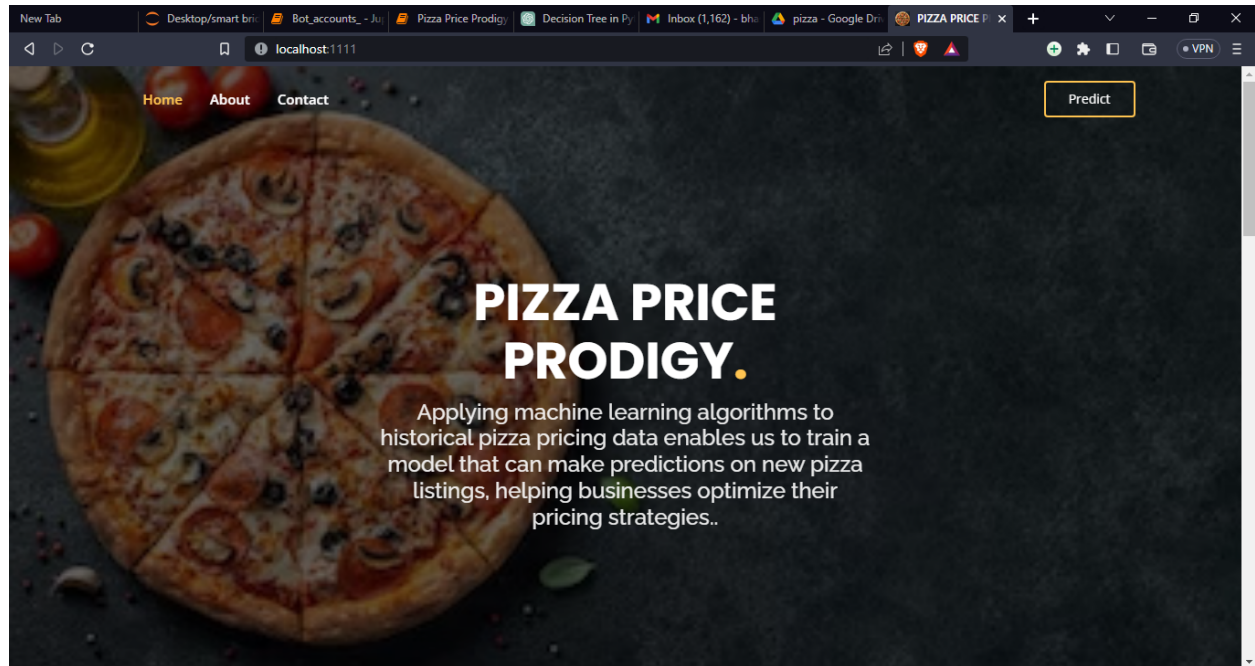 New Tab
Desktop/smart bric
Bot_accounts_ - Ju
Pizza Price Prodigy
Decision Tree in Py
Inbox (1,162) - bha
pizza - Google Dri
PIZZA PRICE P
localhost:1111
VPN
Home About Contact
Predict
PIZZA PRICE
PRODIGY.
Applying machine learning algorithms to
historical pizza pricing data enables us to train a
model that can make predictions on new pizza
listings, helping businesses optimize their
pricing strategies..